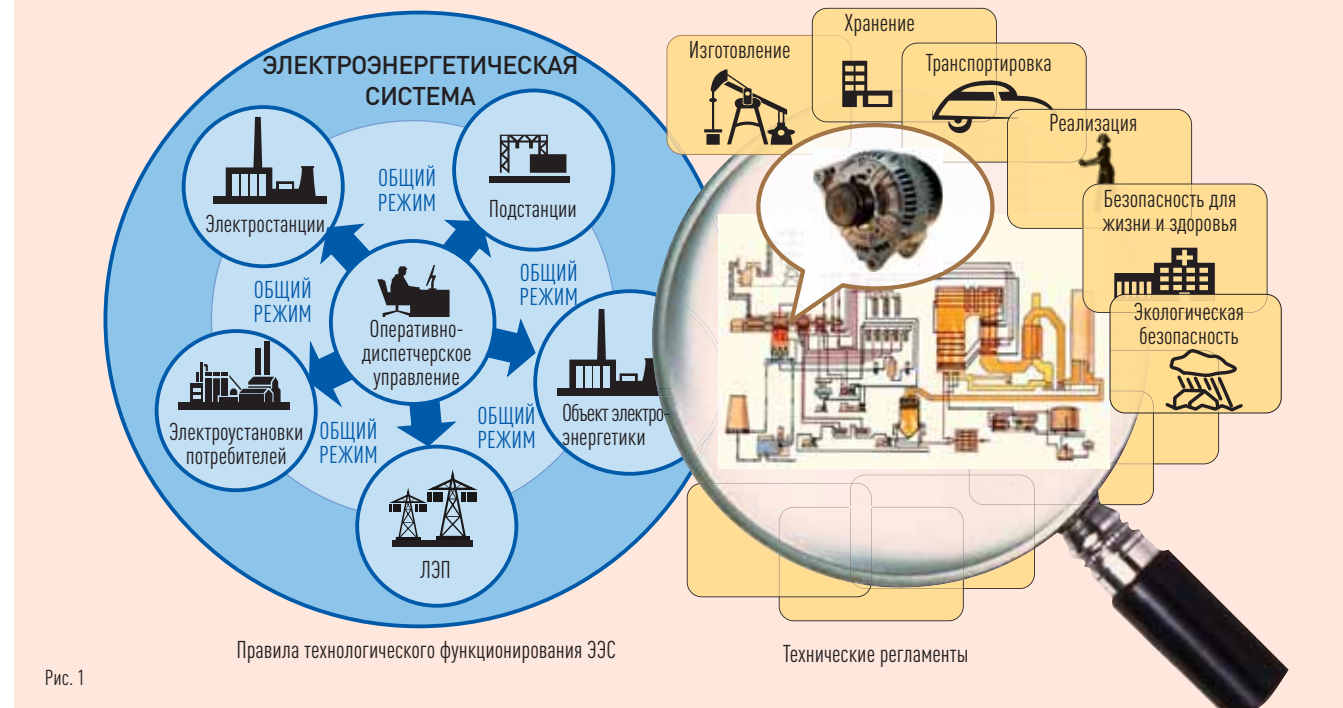 ЭЛЕКТРОЭНЕРГЕТИЧЕСКАЯ
СИСТЕМА
Электростанции
ОБЩИЙ
РЕЖИМ
Подстанции
ОБЩИЙ
РЕЖИМ
ОБЩИЙ
РЕЖИМ
Оперативно-
диспетчерское
управление
Электроустановки
потребителей
ОБЩИЙ
РЕЖИМ
ОБЩИЙ
РЕЖИМ
Объект электро-
энергетики
ЛЭП
Правила технологического функционирования ЭЭС
Изготовление
Хранение
Транспортировка
Реализация
Безопасность для
жизни и здоровья
Экологическая
безопасность
Технические регламенты
Рис. 1